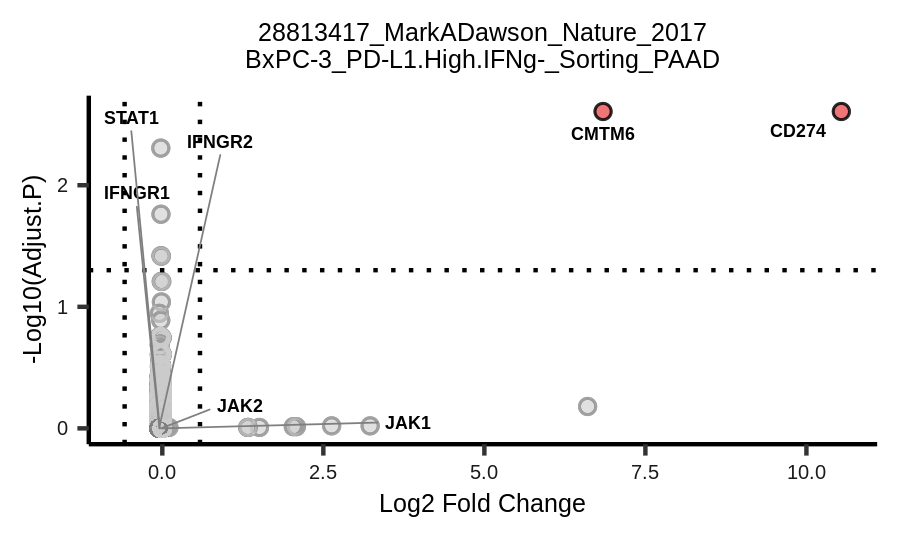 28813417_MarkADawson_Nature_2017
BxPC-3_PD-L1.High.IFNg-_Sorting_PAAD
STAT1
IFNGR2
IFNGR1
CMTM6
CD274
JAK2
JAK1
-Log10(Adjust.P)
2
1
0
0.0
2.5
5.0
7.5
10.0
Log2 Fold Change